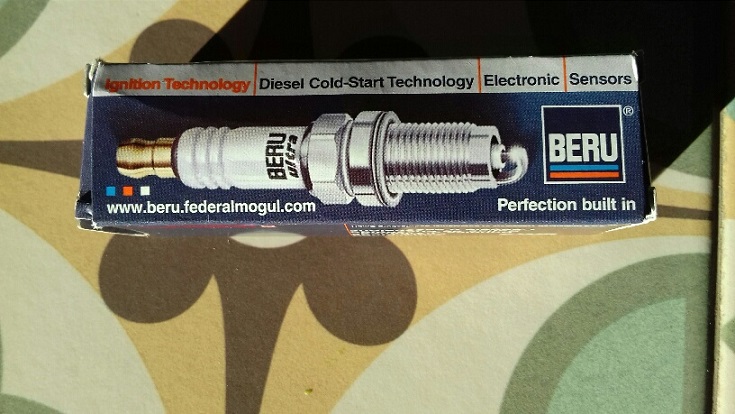 Ignition Technology | Diesel Cold-Start Technology | Electronic | Sensors
BERU
ultra
BERU®
www.beru.federalmogul.com
Perfection built in